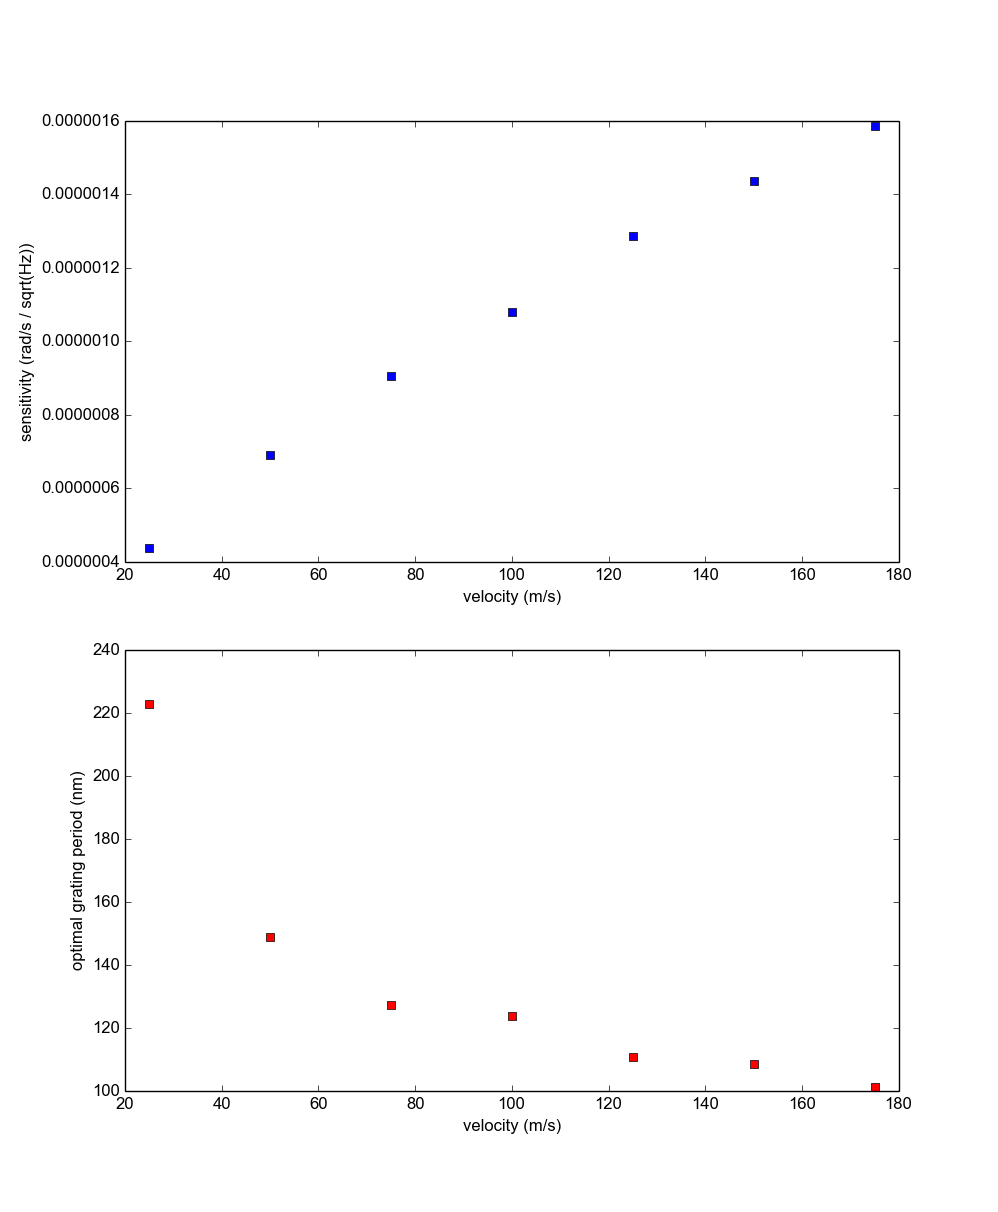 0.0000016
0.0000014
0.0000012
0.0000010
0.0000008
0.0000006
0.0000004
sensitivity (rad/s / sqrt(Hz))
20 40 60 80 100 120 140 160 180
velocity (m/s)
240
220
200
180
160
140
120
100
optimal grating period (nm)
20 40 60 80 100 120 140 160 180
velocity (m/s)